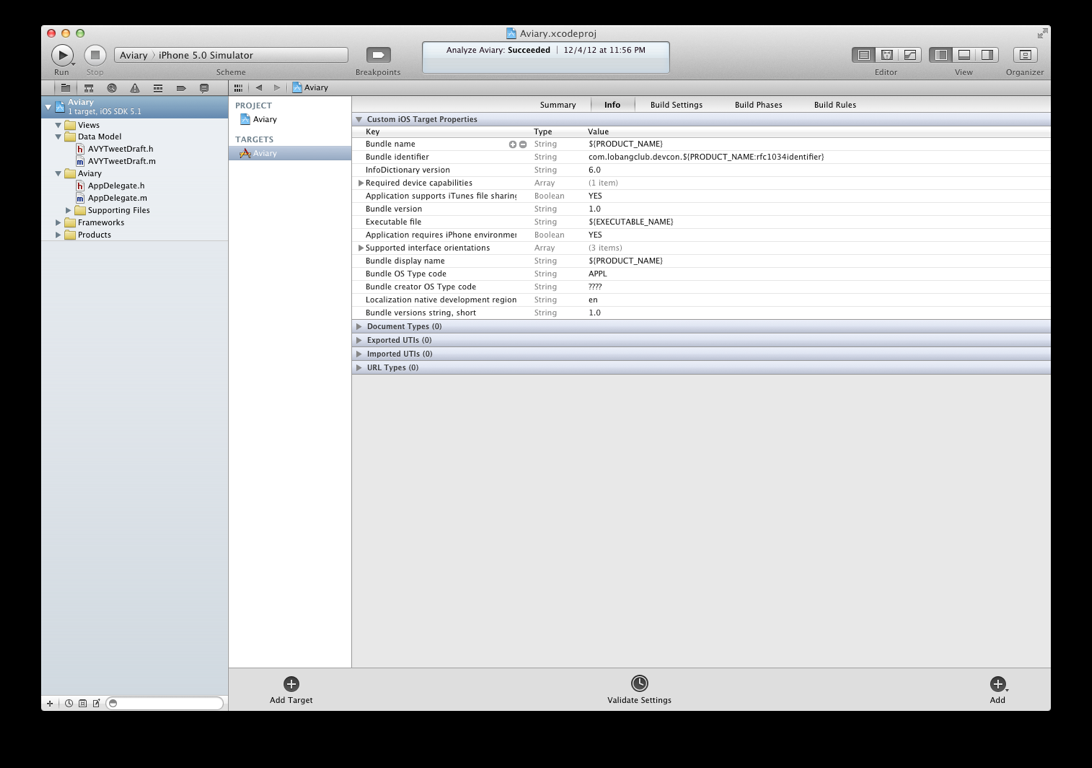 Aviary.xcodeproj
Run
Stop
Aviary › iPhone 5.0 Simulator
Scheme
Breakpoints
Analyze Aviary: Succeeded | 12/4/12 at 11:56 PM
Editor
View
Organizer
Aviary
1 target, iOS SDK 5.1
Views
Data Model
AVYTweetDraft.h
AVYTweetDraft.m
Aviary
AppDelegate.h
AppDelegate.m
Supporting Files
Frameworks
Products
Aviary
PROJECT
Aviary
TARGETS
Aviary
Summary Info Build Settings Build Phases Build Rules
Custom iOS Target Properties
Key Type Value
Bundle name String ${PRODUCT_NAME}
Bundle identifier String com.lobangclub.devcon.${PRODUCT_NAME:rfc1034identifier}
InfoDictionary version String 6.0
Required device capabilities Array (1 item)
Application supports iTunes file sharing Boolean YES
Bundle version String 1.0
Executable file String ${EXECUTABLE_NAME}
Application requires iPhone environmen Boolean YES
Supported interface orientations Array (3 items)
Bundle display name String ${PRODUCT_NAME}
Bundle OS Type code String APPL
Bundle creator OS Type code String ????
Localization native development region String en
Bundle versions string, short String 1.0
Document Types (0)
Exported UTIs (0)
Imported UTIs (0)
URL Types (0)
Add Target
Validate Settings
Add